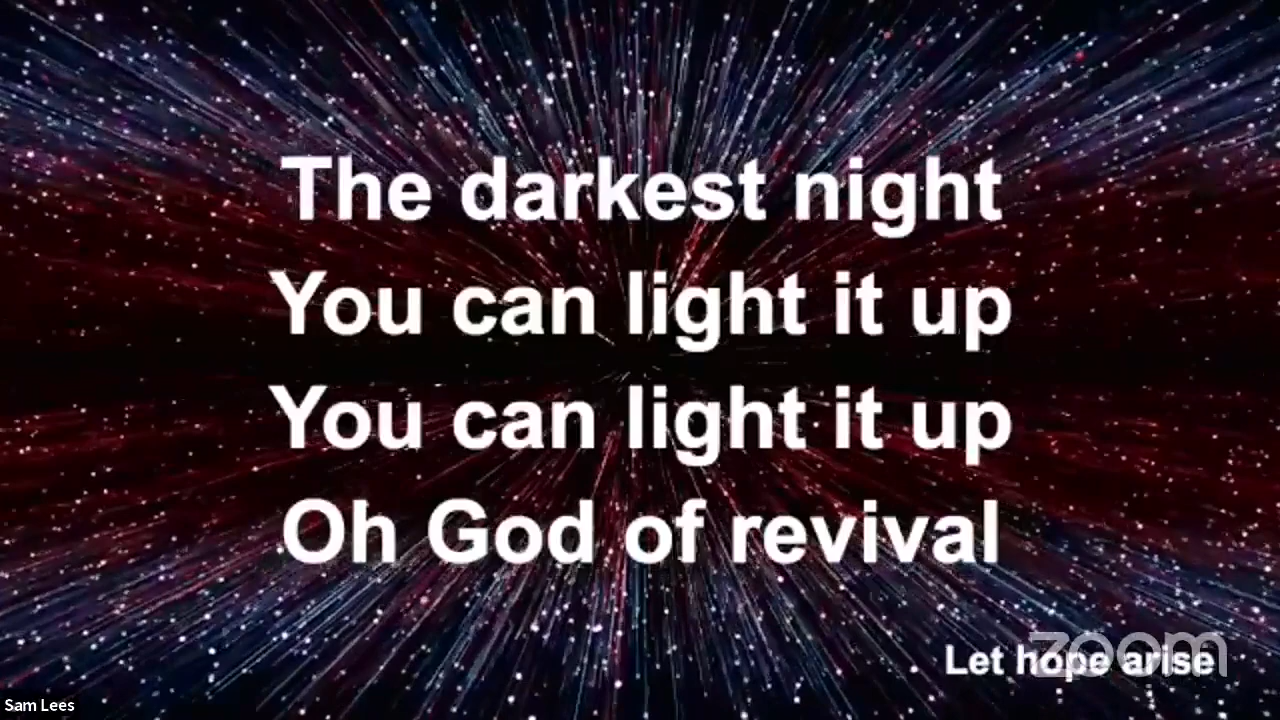 The darkest night
You can light it up
You can light it up
Oh God of revival
Let hope arise
zoom
Sam Lees